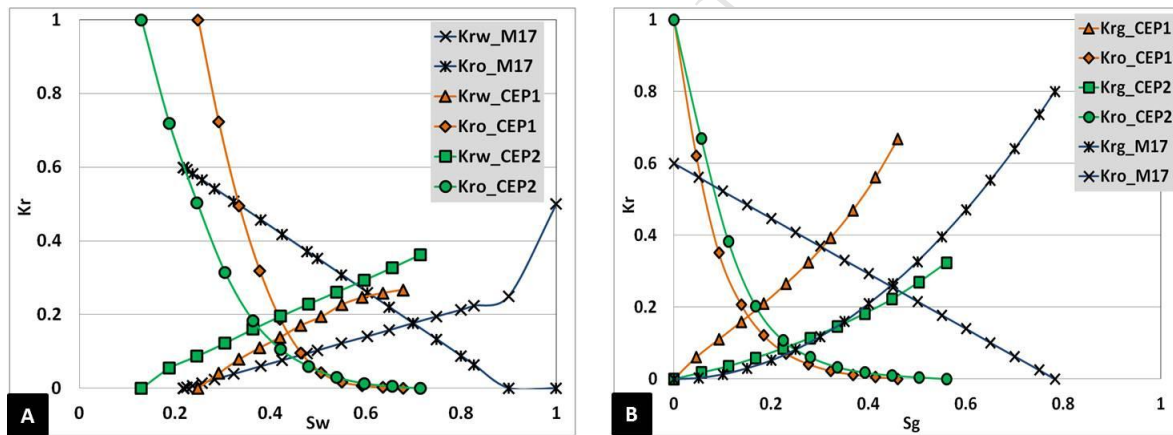 1
0.8
0.6
0.4
0.2
0
Kr
0
0.2
0.4
0.6
0.8
1
Sw
Krw_M17
Kro_M17
Krw_CEP1
Kro_CEP1
Krw_CEP2
Kro_CEP2
A
1
0.8
0.6
0.4
0.2
0
Kr
0
0.2
0.4
0.6
0.8
1
Sg
Krg_CEP1
Kro_CEP1
Krg_CEP2
Kro_CEP2
Krg_M17
Kro_M17
B